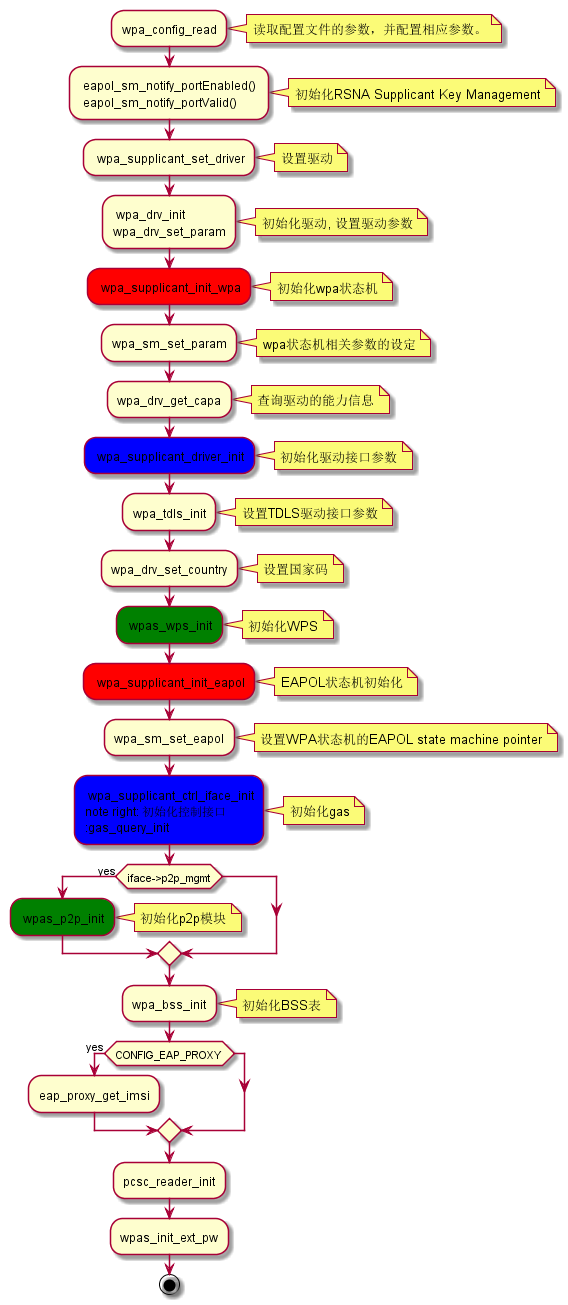 wpa_config_read
读取配置文件的参数，并配置相应参数。
eapol_sm_notify_portEnabled()
eapol_sm_notify_portValid()
初始化RSNA Supplicant Key Management
wpa_supplicant_set_driver
设置驱动
wpa_drv_init
wpa_drv_set_param
初始化驱动, 设置驱动参数
wpa_supplicant_init_wpa
初始化wpa状态机
wpa_sm_set_param
wpa状态机相关参数的设定
wpa_drv_get_capa
查询驱动的能力信息
wpa_supplicant_driver_init
初始化驱动接口参数
wpa_tdls_init
设置TDLS驱动接口参数
wpa_drv_set_country
设置国家码
wpas_wps_init
初始化WPS
wpa_supplicant_init_eapol
EAPOL状态机初始化
wpa_sm_set_eapol
设置WPA状态机的EAPOL state machine pointer
wpa_supplicant_ctrl_iface_init
note right: 初始化控制接口
:gas_query_init
初始化gas
yes
iface->p2p_mgmt
wpas_p2p_init
初始化p2p模块
wpa_bss_init
初始化BSS表
yes
CONFIG_EAP_PROXY
eap_proxy_get_imsi
pcsc_reader_init
wpas_init_ext_pw